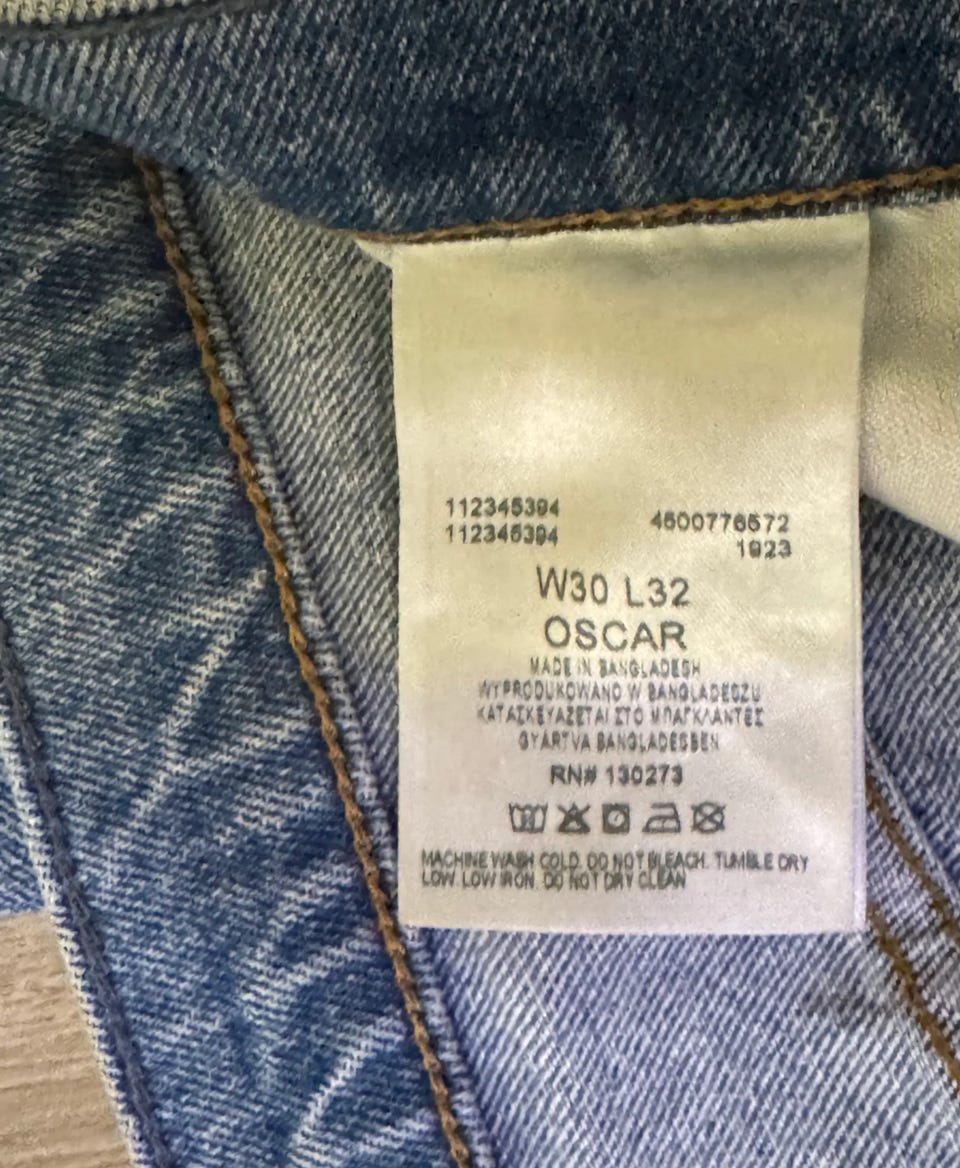 112345394
112345394
4500776572
1923
W30 L32
OSCAR
MADE IN BANGLADESH
WYPRODUKOWANO W BANGLADESZU
ΚΑΤΑΣΚΕΥΑΖΕΤΑΙ ΣΤΟ ΜΠΑΓΚΛΑΝΤΕΣ
GYÁRTVA BANGLADESBEN
RN# 130273
MACHINE WASH COLD. DO NOT BLEACH. TUMBLE DRY
LOW. LOW IRON. DO NOT DRY CLEAN